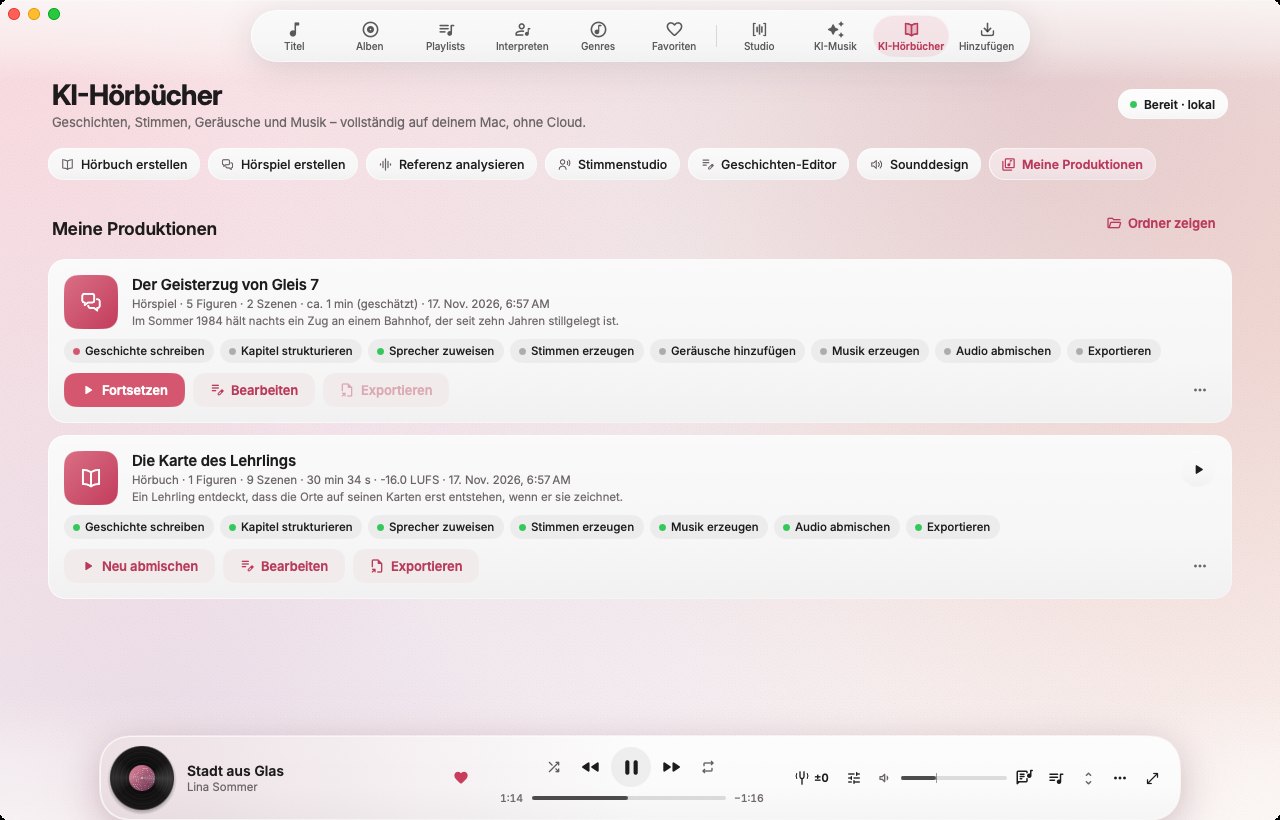 Titel
Alben
Playlists
Interpreten
Genres
Favoriten
Studio
KI-Musik
KI-Hörbücher
Hinzufügen
KI-Hörbücher
Geschichten, Stimmen, Geräusche und Musik – vollständig auf deinem Mac, ohne Cloud.
Bereit · lokal
Hörbuch erstellen
Hörspiel erstellen
Referenz analysieren
Stimmenstudio
Geschichten-Editor
Sounddesign
Meine Produktionen
Meine Produktionen
Ordner zeigen
Der Geisterzug von Gleis 7
Hörspiel · 5 Figuren · 2 Szenen · ca. 1 min (geschätzt) · 17. Nov. 2026, 6:57 AM
Im Sommer 1984 hält nachts ein Zug an einem Bahnhof, der seit zehn Jahren stillgelegt ist.
Geschichte schreiben
Kapitel strukturieren
Sprecher zuweisen
Stimmen erzeugen
Geräusche hinzufügen
Musik erzeugen
Audio abmischen
Exportieren
Fortsetzen
Bearbeiten
Exportieren
Die Karte des Lehrlings
Hörbuch · 1 Figuren · 9 Szenen · 30 min 34 s · -16.0 LUFS · 17. Nov. 2026, 6:57 AM
Ein Lehrling entdeckt, dass die Orte auf seinen Karten erst entstehen, wenn er sie zeichnet.
Geschichte schreiben
Kapitel strukturieren
Sprecher zuweisen
Stimmen erzeugen
Musik erzeugen
Audio abmischen
Exportieren
Neu abmischen
Bearbeiten
Exportieren
Stadt aus Glas
Lina Sommer
1:14
−1:16
±0